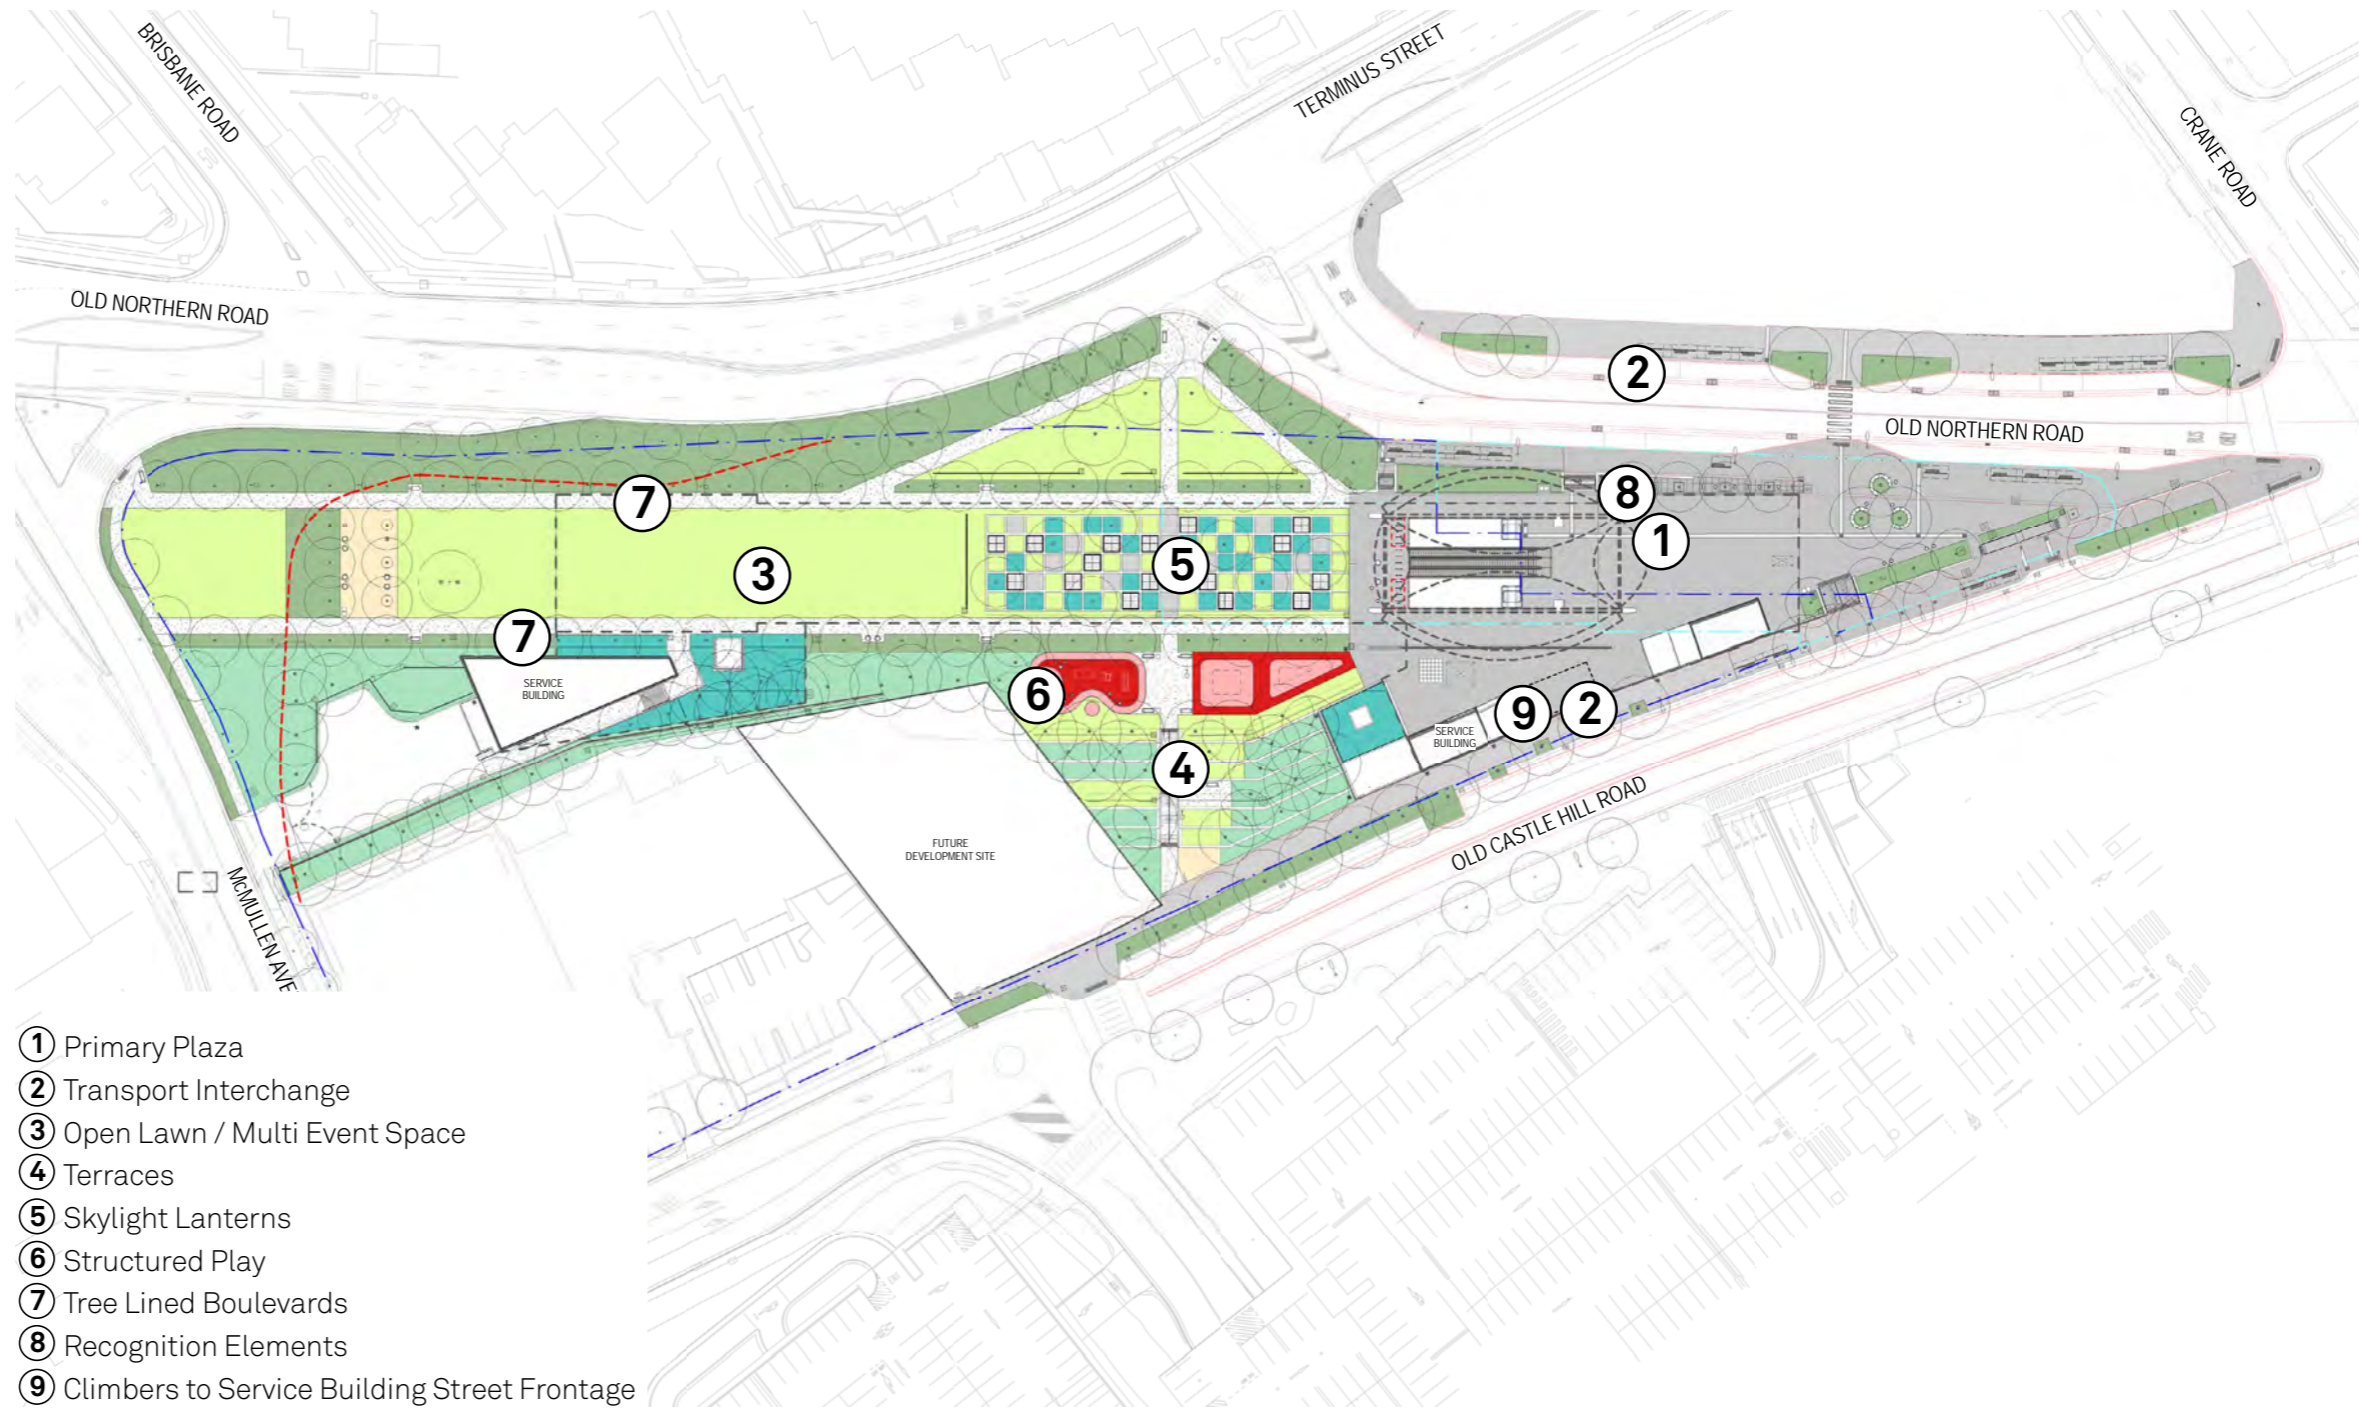 BRISBANE ROAD
TERMINUS STREET
CRANE ROAD
OLD NORTHERN ROAD
2
OLD NORTHERN ROAD
7
8
1
3
5
7
SERVICE
BUILDING
6
9
2
SERVICE
BUILDING
4
FUTURE
DEVELOPMENT SITE
OLD CASTLE HILL ROAD
McMULLEN AVE
1 Primary Plaza
2 Transport Interchange
3 Open Lawn / Multi Event Space
4 Terraces
5 Skylight Lanterns
6 Structured Play
7 Tree Lined Boulevards
8 Recognition Elements
9 Climbers to Service Building Street Frontage